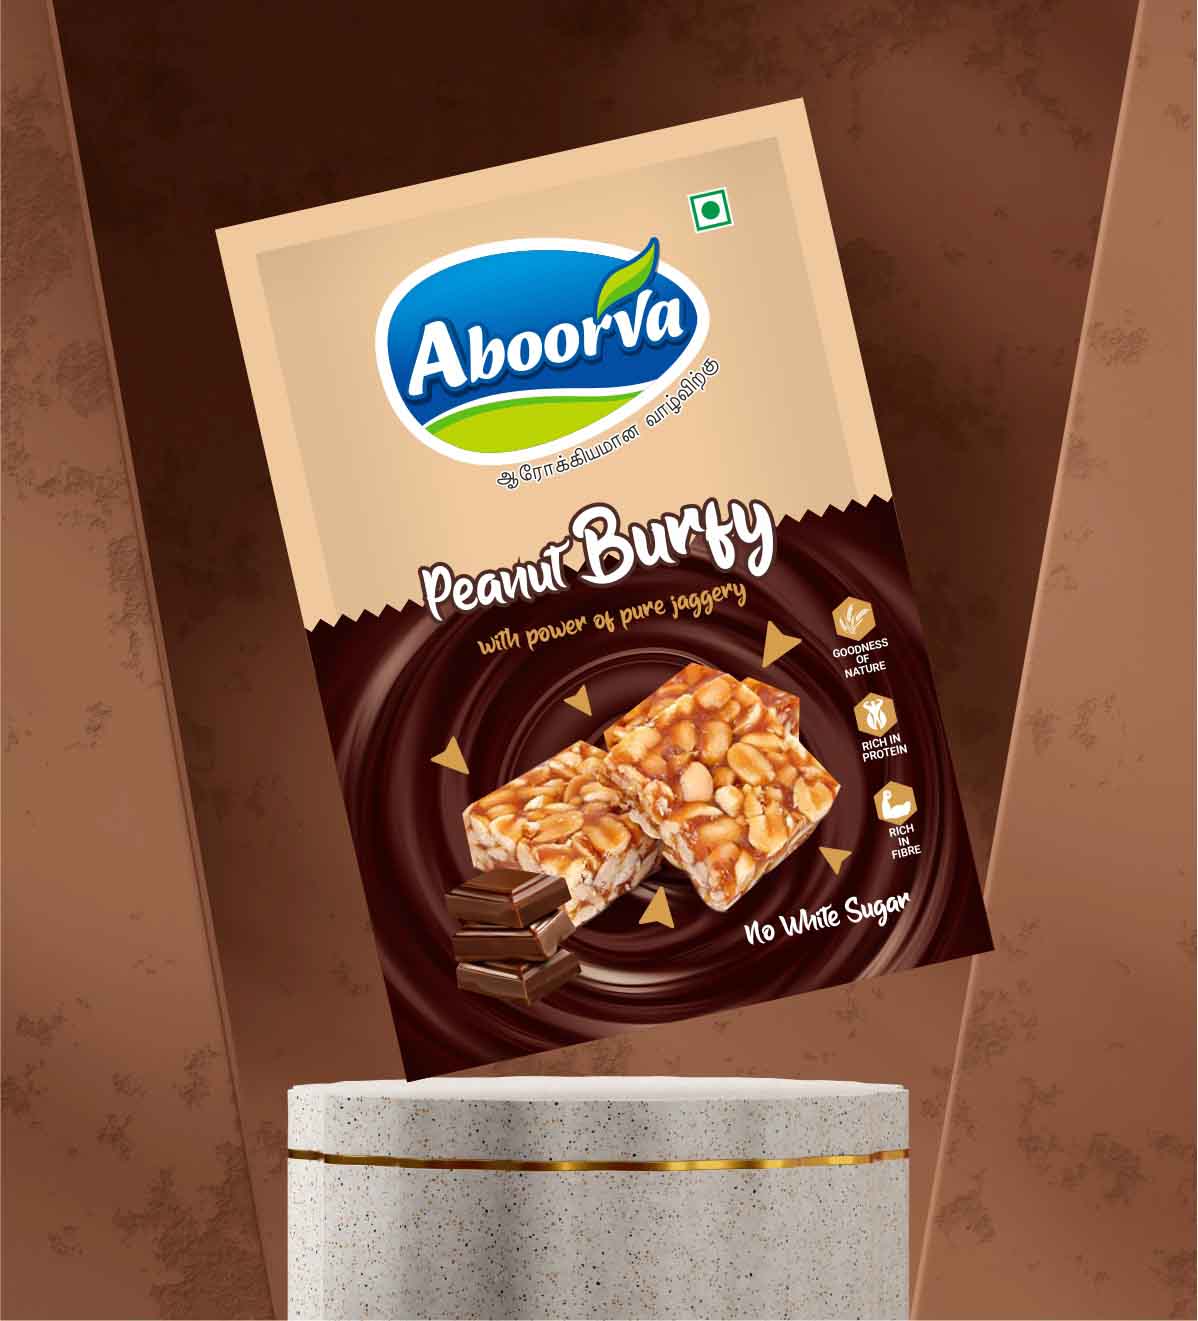 Aboorva
ஆரோக்கியமான வாழ்விற்கு
Peanut Burfy
with power of pure jaggery
GOODNESS
OF
NATURE
RICH IN
PROTEIN
RICH
IN
FIBRE
No White Sugar